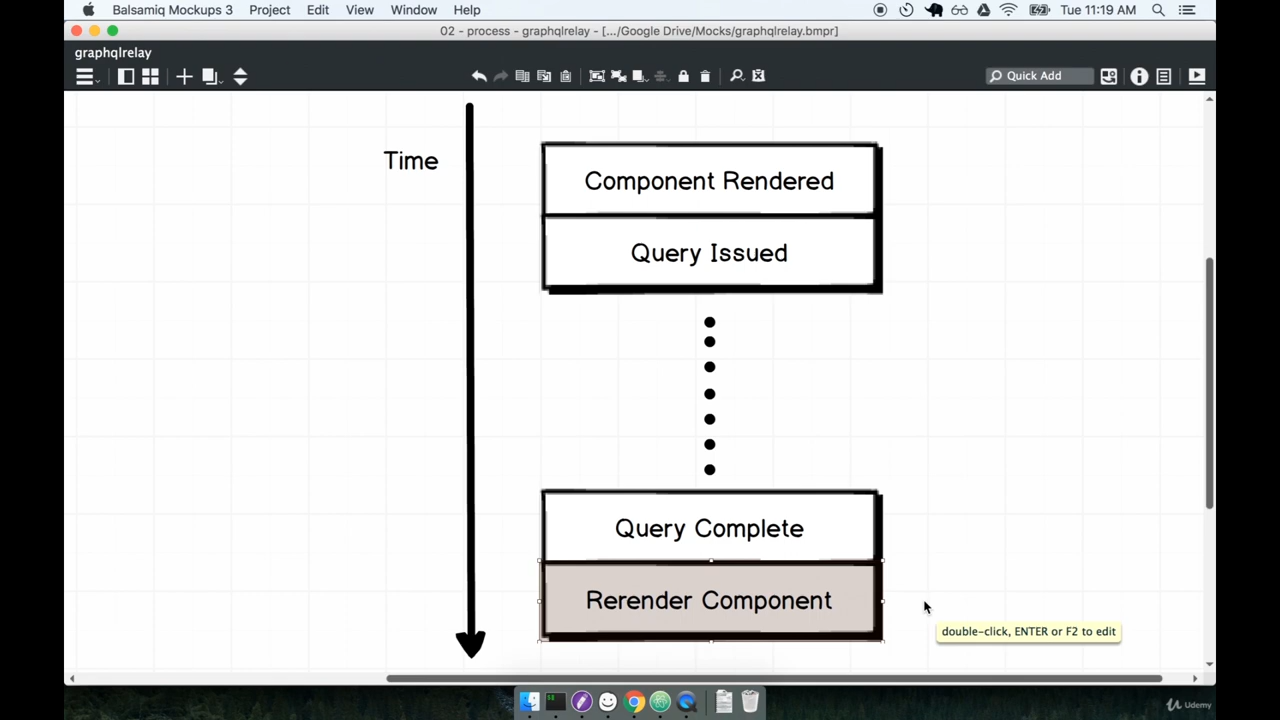 Balsamiq Mockups 3 Project Edit View Window Help Tue 11:19 AM
02 - process - graphqlrelay - [.../Google Drive/Mocks/graphqlrelay.bmpr]
graphqlrelay
Quick Add
Time
Component Rendered
Query Issued
Query Complete
Rerender Component
double-click, ENTER or F2 to edit
Udemy